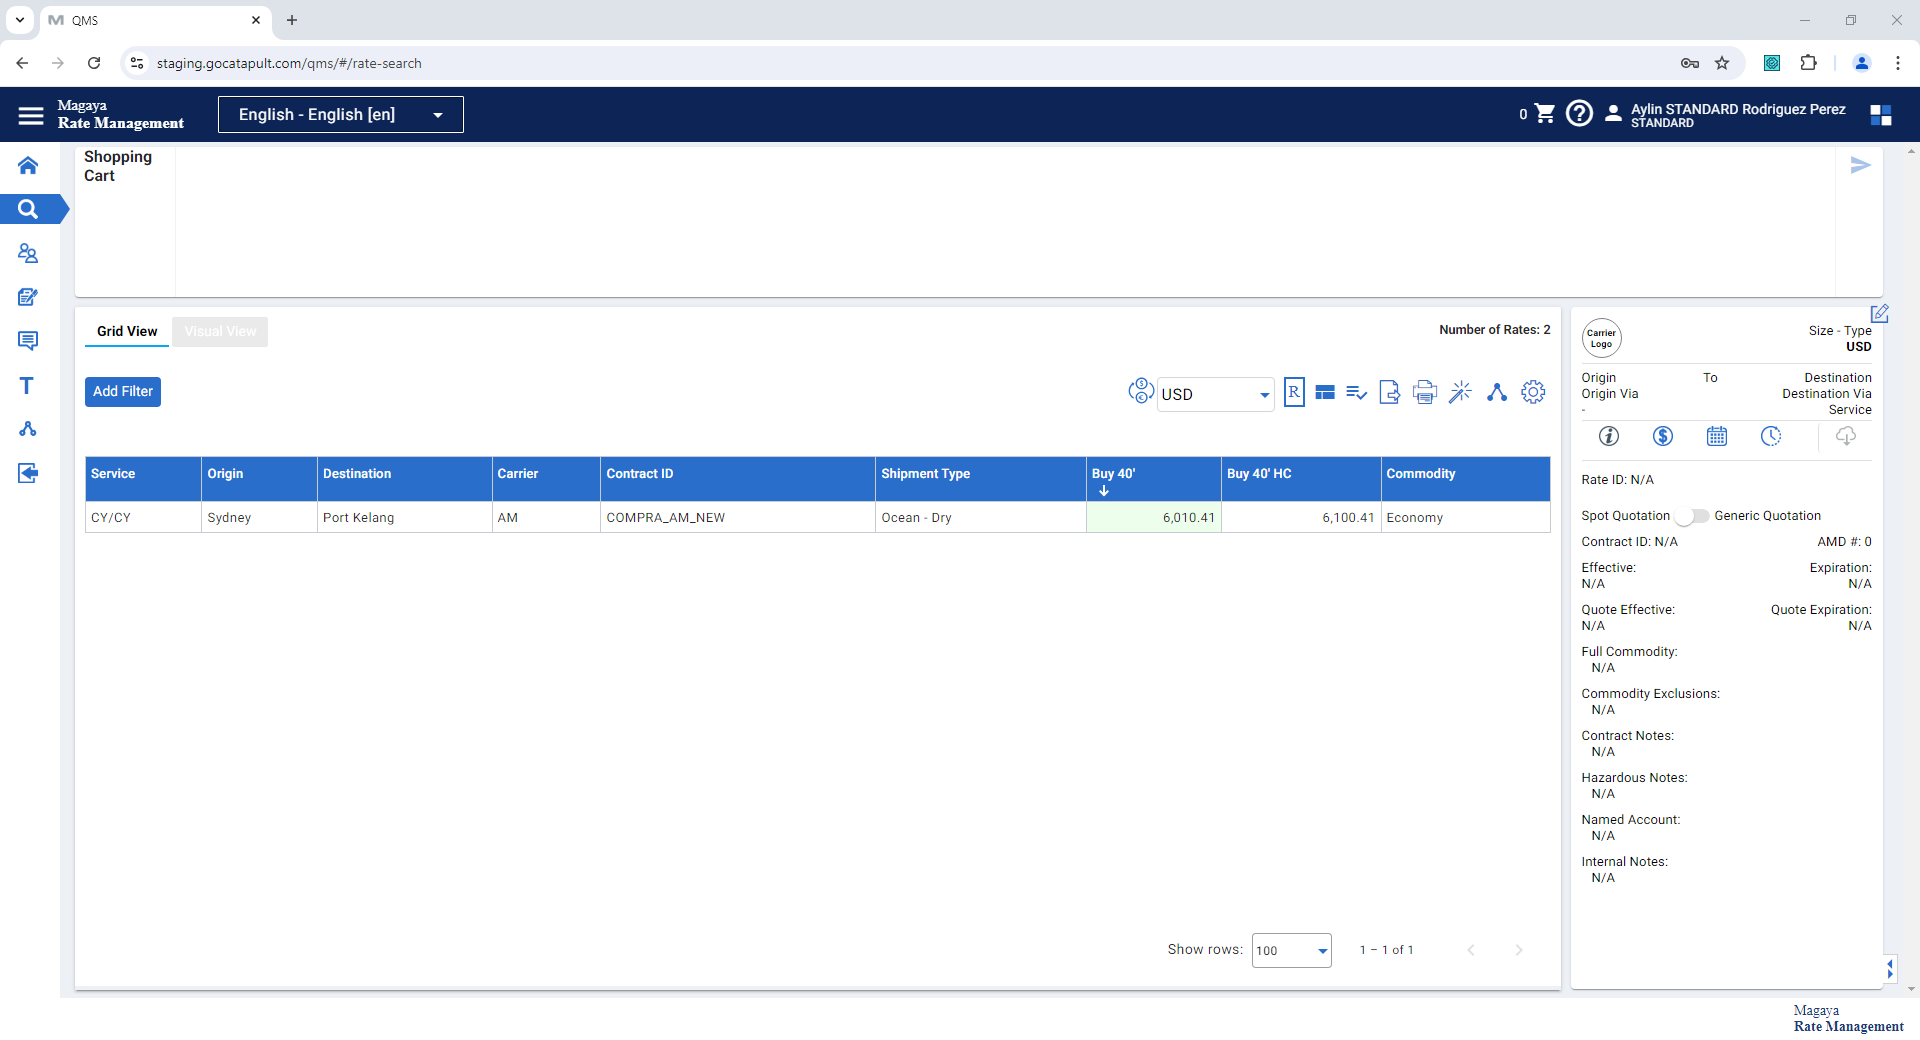 QMS
staging.gocatapult.com/qms/#/rate-search
Magaya
Rate Management
English - English [en]
0
Aylin STANDARD Rodriguez Perez
STANDARD
Shopping
Cart
Grid View
Visual View
Number of Rates: 2
Add Filter
USD
R
Service Origin Destination Carrier Contract ID Shipment Type Buy 40' Buy 40' HC Commodity
CY/CY Sydney Port Kelang AM COMPRA_AM_NEW Ocean - Dry 6,010.41 6,100.41 Economy
Show rows: 100 1 – 1 of 1
Carrier
Logo
Size - Type
USD
Origin To Destination
Origin Via Destination Via
- Service
Rate ID: N/A
Spot Quotation Generic Quotation
Contract ID: N/A AMD #: 0
Effective: Expiration:
N/A N/A
Quote Effective: Quote Expiration:
N/A N/A
Full Commodity:
N/A
Commodity Exclusions:
N/A
Contract Notes:
N/A
Hazardous Notes:
N/A
Named Account:
N/A
Internal Notes:
N/A
Magaya
Rate Management